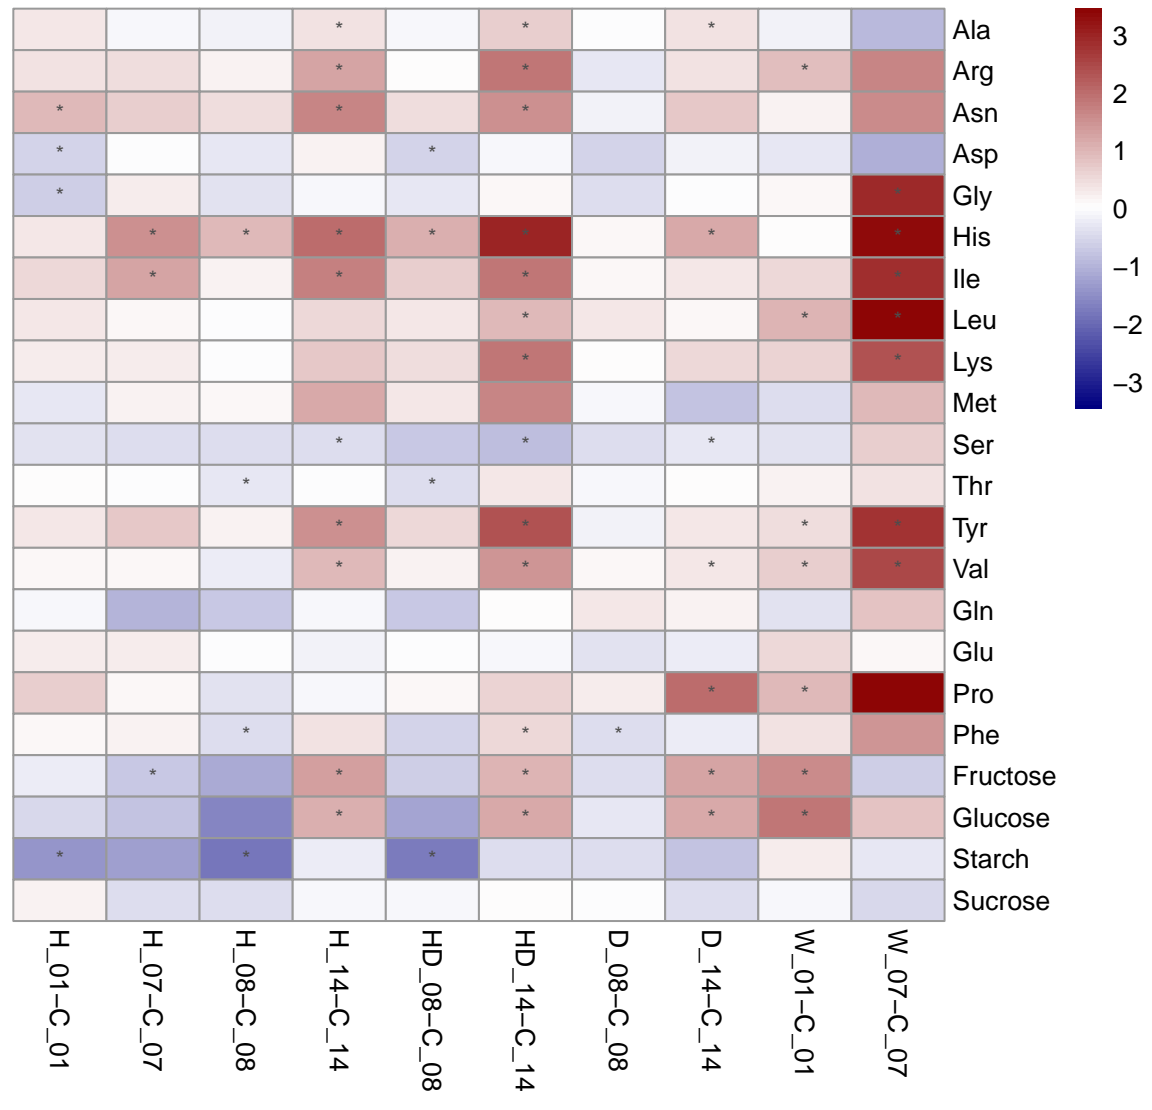 Ala
Arg
Asn
Asp
Gly
His
Ile
Leu
Lys
Met
Ser
Thr
Tyr
Val
Gln
Glu
Pro
Phe
Fructose
Glucose
Starch
Sucrose
3
2
1
0
−1
−2
−3
H_01−C_01
H_07−C_07
H_08−C_08
H_14−C_14
HD_08−C_08
HD_14−C_14
D_08−C_08
D_14−C_14
W_01−C_01
W_07−C_07